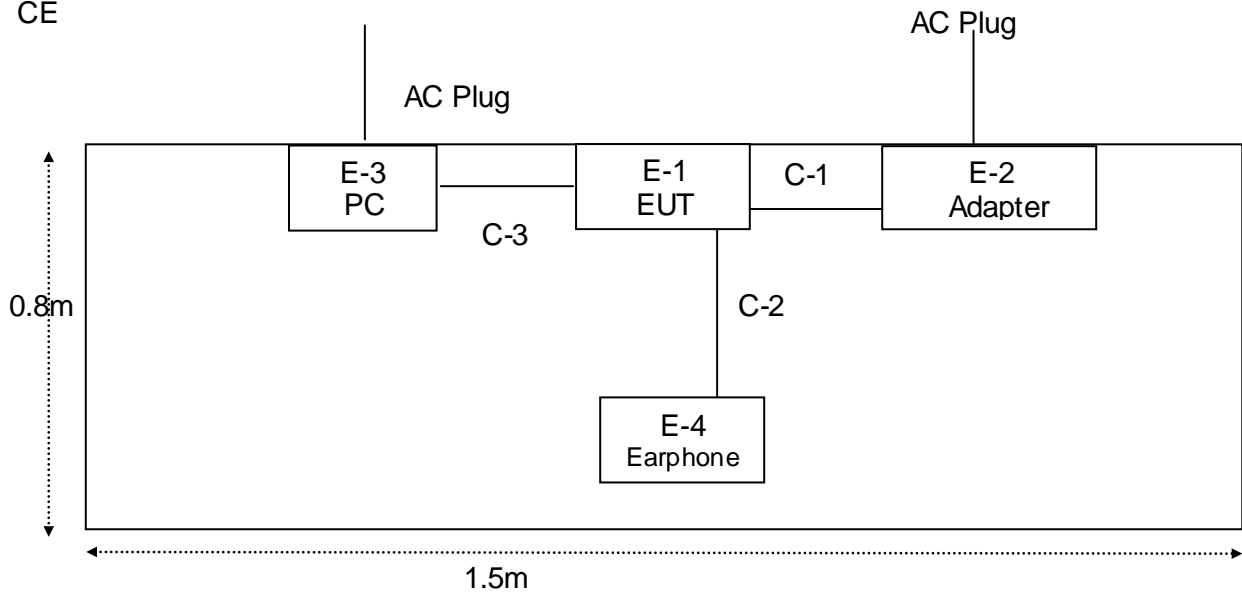 CE
AC Plug
AC Plug
E-3
PC
E-1
EUT
C-1
E-2
Adapter
C-3
0.8m
C-2
E-4
Earphone
1.5m